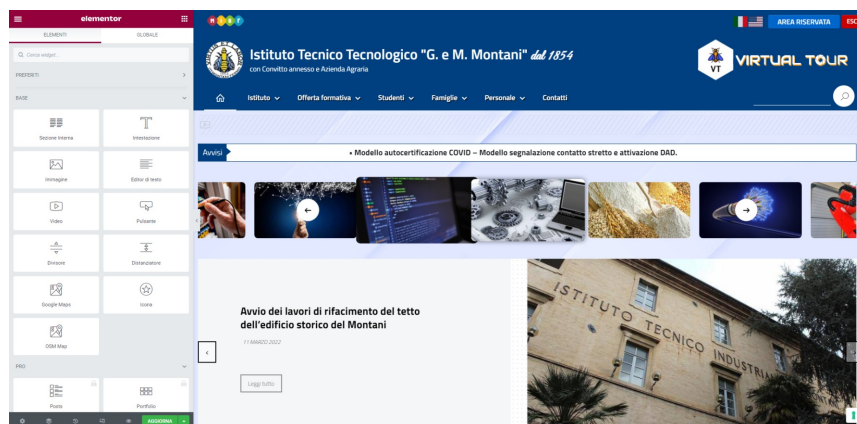 elementor
ELEMENTI
GLOBALE
Cerca widget...
PREFERITI
BASE
Sezione Interna
Intestazione
Immagine
Editor di testo
Video
Pulsante
Divisore
Distanziatore
Google Maps
Icona
OSM Map
PRO
Posts
Portfolio
AGGIORNA
AREA RISERVATA
ESC
Istituto Tecnico Tecnologico "G. e M. Montani" dal 1854
con Convitto annesso e Azienda Agraria
VT
VIRTUAL TOUR
Istituto
Offerta formativa
Studenti
Famiglie
Personale
Contatti
Avvisi
• Modello autocertificazione COVID – Modello segnalazione contatto stretto e attivazione DAD.
Avvio dei lavori di rifacimento del tetto
dell'edificio storico del Montani
11 MARZO 2022
Leggi tutto
ISTITUTO TECNICO INDUSTRIA